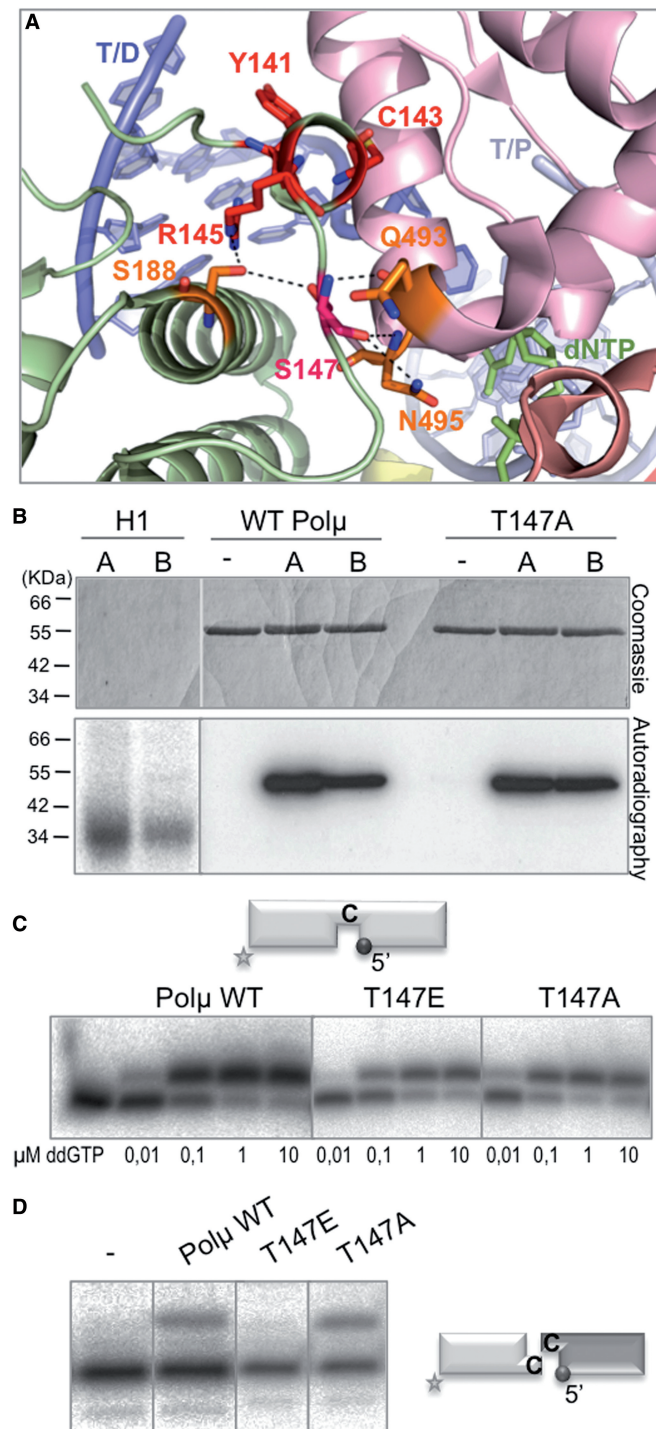 A
T/D
Y141
C143
T/P
R145
Q493
S188
S147
dNTP
N495
B
H1 WT Polμ T147A
A B - A B - A B
(KDa)
66
55
42
34
Coomassie
66
55
42
34
Autoradiography
C
C
5'
Polμ WT T147E T147A
μM ddGTP 0,01 0,1 1 10 0,01 0,1 1 10 0,01 0,1 1 10
D
- Polμ WT T147E T147A
C
C
5'